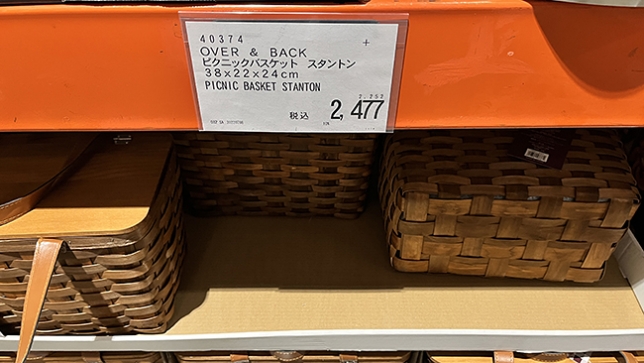 40374
OVER & BACK
ピクニックバスケット スタントン
38×22×24cm
PICNIC BASKET STANTON
2,252
税込 2,477